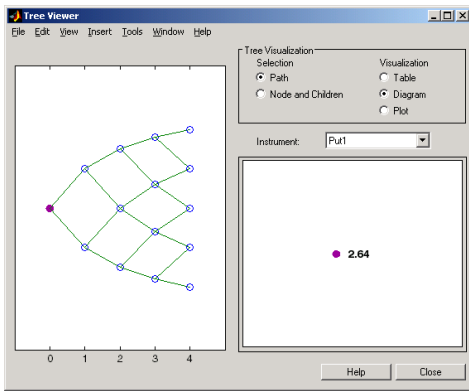 Tree Viewer
File Edit View Insert Tools Window Help
Tree Visualization
Selection
Visualization
Path
Table
Node and Children
Diagram
Plot
Instrument:
Put1
2.64
0 1 2 3 4
Help
Close